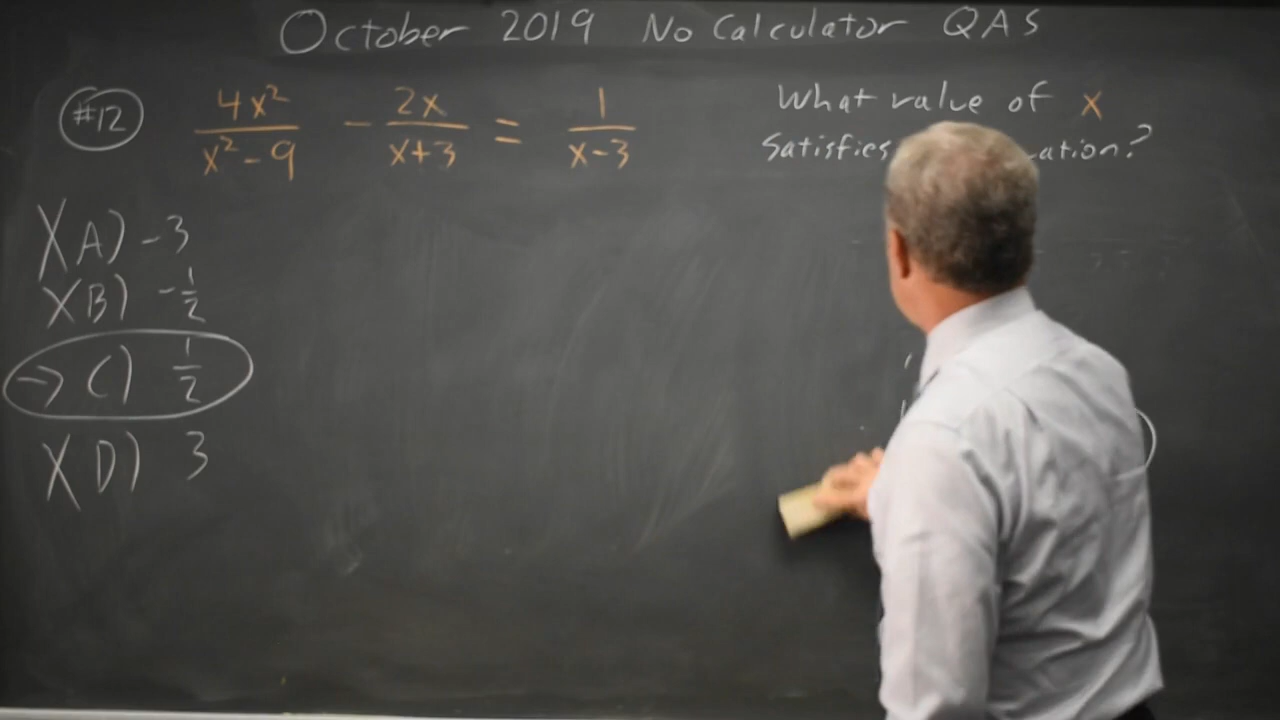 October 2019 No Calculator QAS
#12 4x²/(x²-9) - 2x/(x+3) = 1/(x-3)
What value of x
Satisfies ation?
X A) -3
X B) -1/2
→ C) 1/2
X D) 3